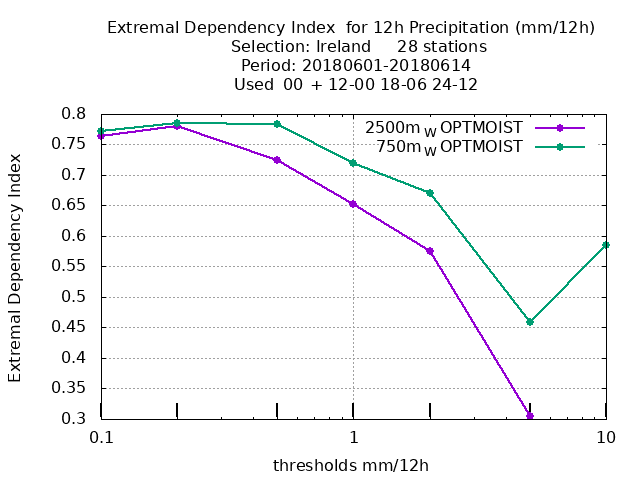 Extremal Dependency Index  for 12h Precipitation (mm/12h)
Selection: Ireland     28 stations
Period: 20180601-20180614
Used  00  + 12-00 18-06 24-12
2500m W OPTMOIST
750m W OPTMOIST
0.8
0.75
0.7
0.65
0.6
0.55
0.5
0.45
0.4
0.35
0.3
Extremal Dependency Index
0.1 1 10
thresholds mm/12h